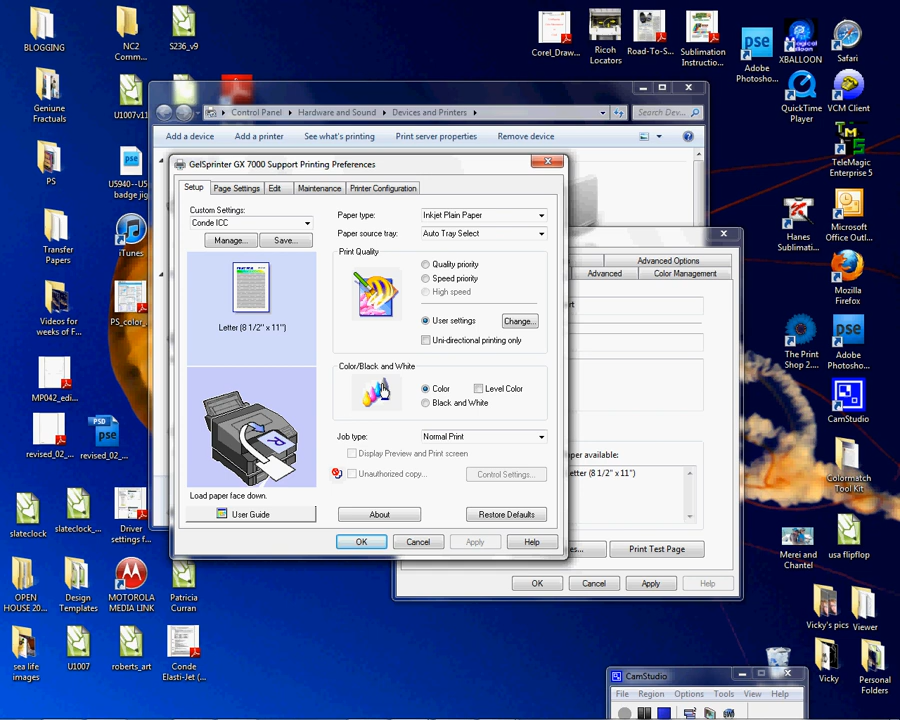 BLOGGING
NC2
Comm...
S236_v9
Geniune
Fractuals
U1007v11
PS
U5940--U5
badge jig
Transfer
Papers
iTunes
Videos for
weeks of F...
PS_color_
MP042_edi...
revised_02_...
revised_02_...
slateclock
slateclock_...
Driver
settings f...
OPEN
HOUSE 20...
Design
Templates
MOTOROLA
MEDIA LINK
Patricia
Curran
sea life
images
U1007
roberts_art
Conde
Elasti-Jet (...
Corel_Draw...
Ricoh
Locators
Road-To-S...
Sublimation
Instructio...
Adobe
Photosho...
XBALLOON
Safari
QuickTime
Player
VCM Client
TeleMagic
Enterprise 5
Hanes
Sublimati...
Microsoft
Office Outl...
Mozilla
Firefox
The Print
Shop 2...
Adobe
Photosho...
CamStudio
Colormatch
Tool Kit
Merei and
Chantel
usa flipflop
Vicky's pics
Viewer
Vicky
Personal
Folders
Control Panel
Hardware and Sound
Devices and Printers
Search Dev...
Add a device
Add a printer
See what's printing
Print server properties
Remove device
GelSprinter GX 7000 Support Printing Preferences
Setup
Page Settings
Edit
Maintenance
Printer Configuration
Custom Settings:
Conde ICC
Manage...
Save...
Letter (8 1/2" x 11")
Load paper face down.
User Guide
Paper type:
Inkjet Plain Paper
Paper source tray:
Auto Tray Select
Print Quality
Quality priority
Speed priority
High speed
User settings
Change...
Uni-directional printing only
Color/Black and White
Color
Level Color
Black and White
Job type:
Normal Print
Display Preview and Print screen
Unauthorized copy...
Control Settings...
About
Restore Defaults
OK
Cancel
Apply
Help
Advanced Options
Advanced
Color Management
rt
per available:
Letter (8 1/2" x 11")
es...
Print Test Page
OK
Cancel
Apply
Help
CamStudio
File
Region
Options
Tools
View
Help